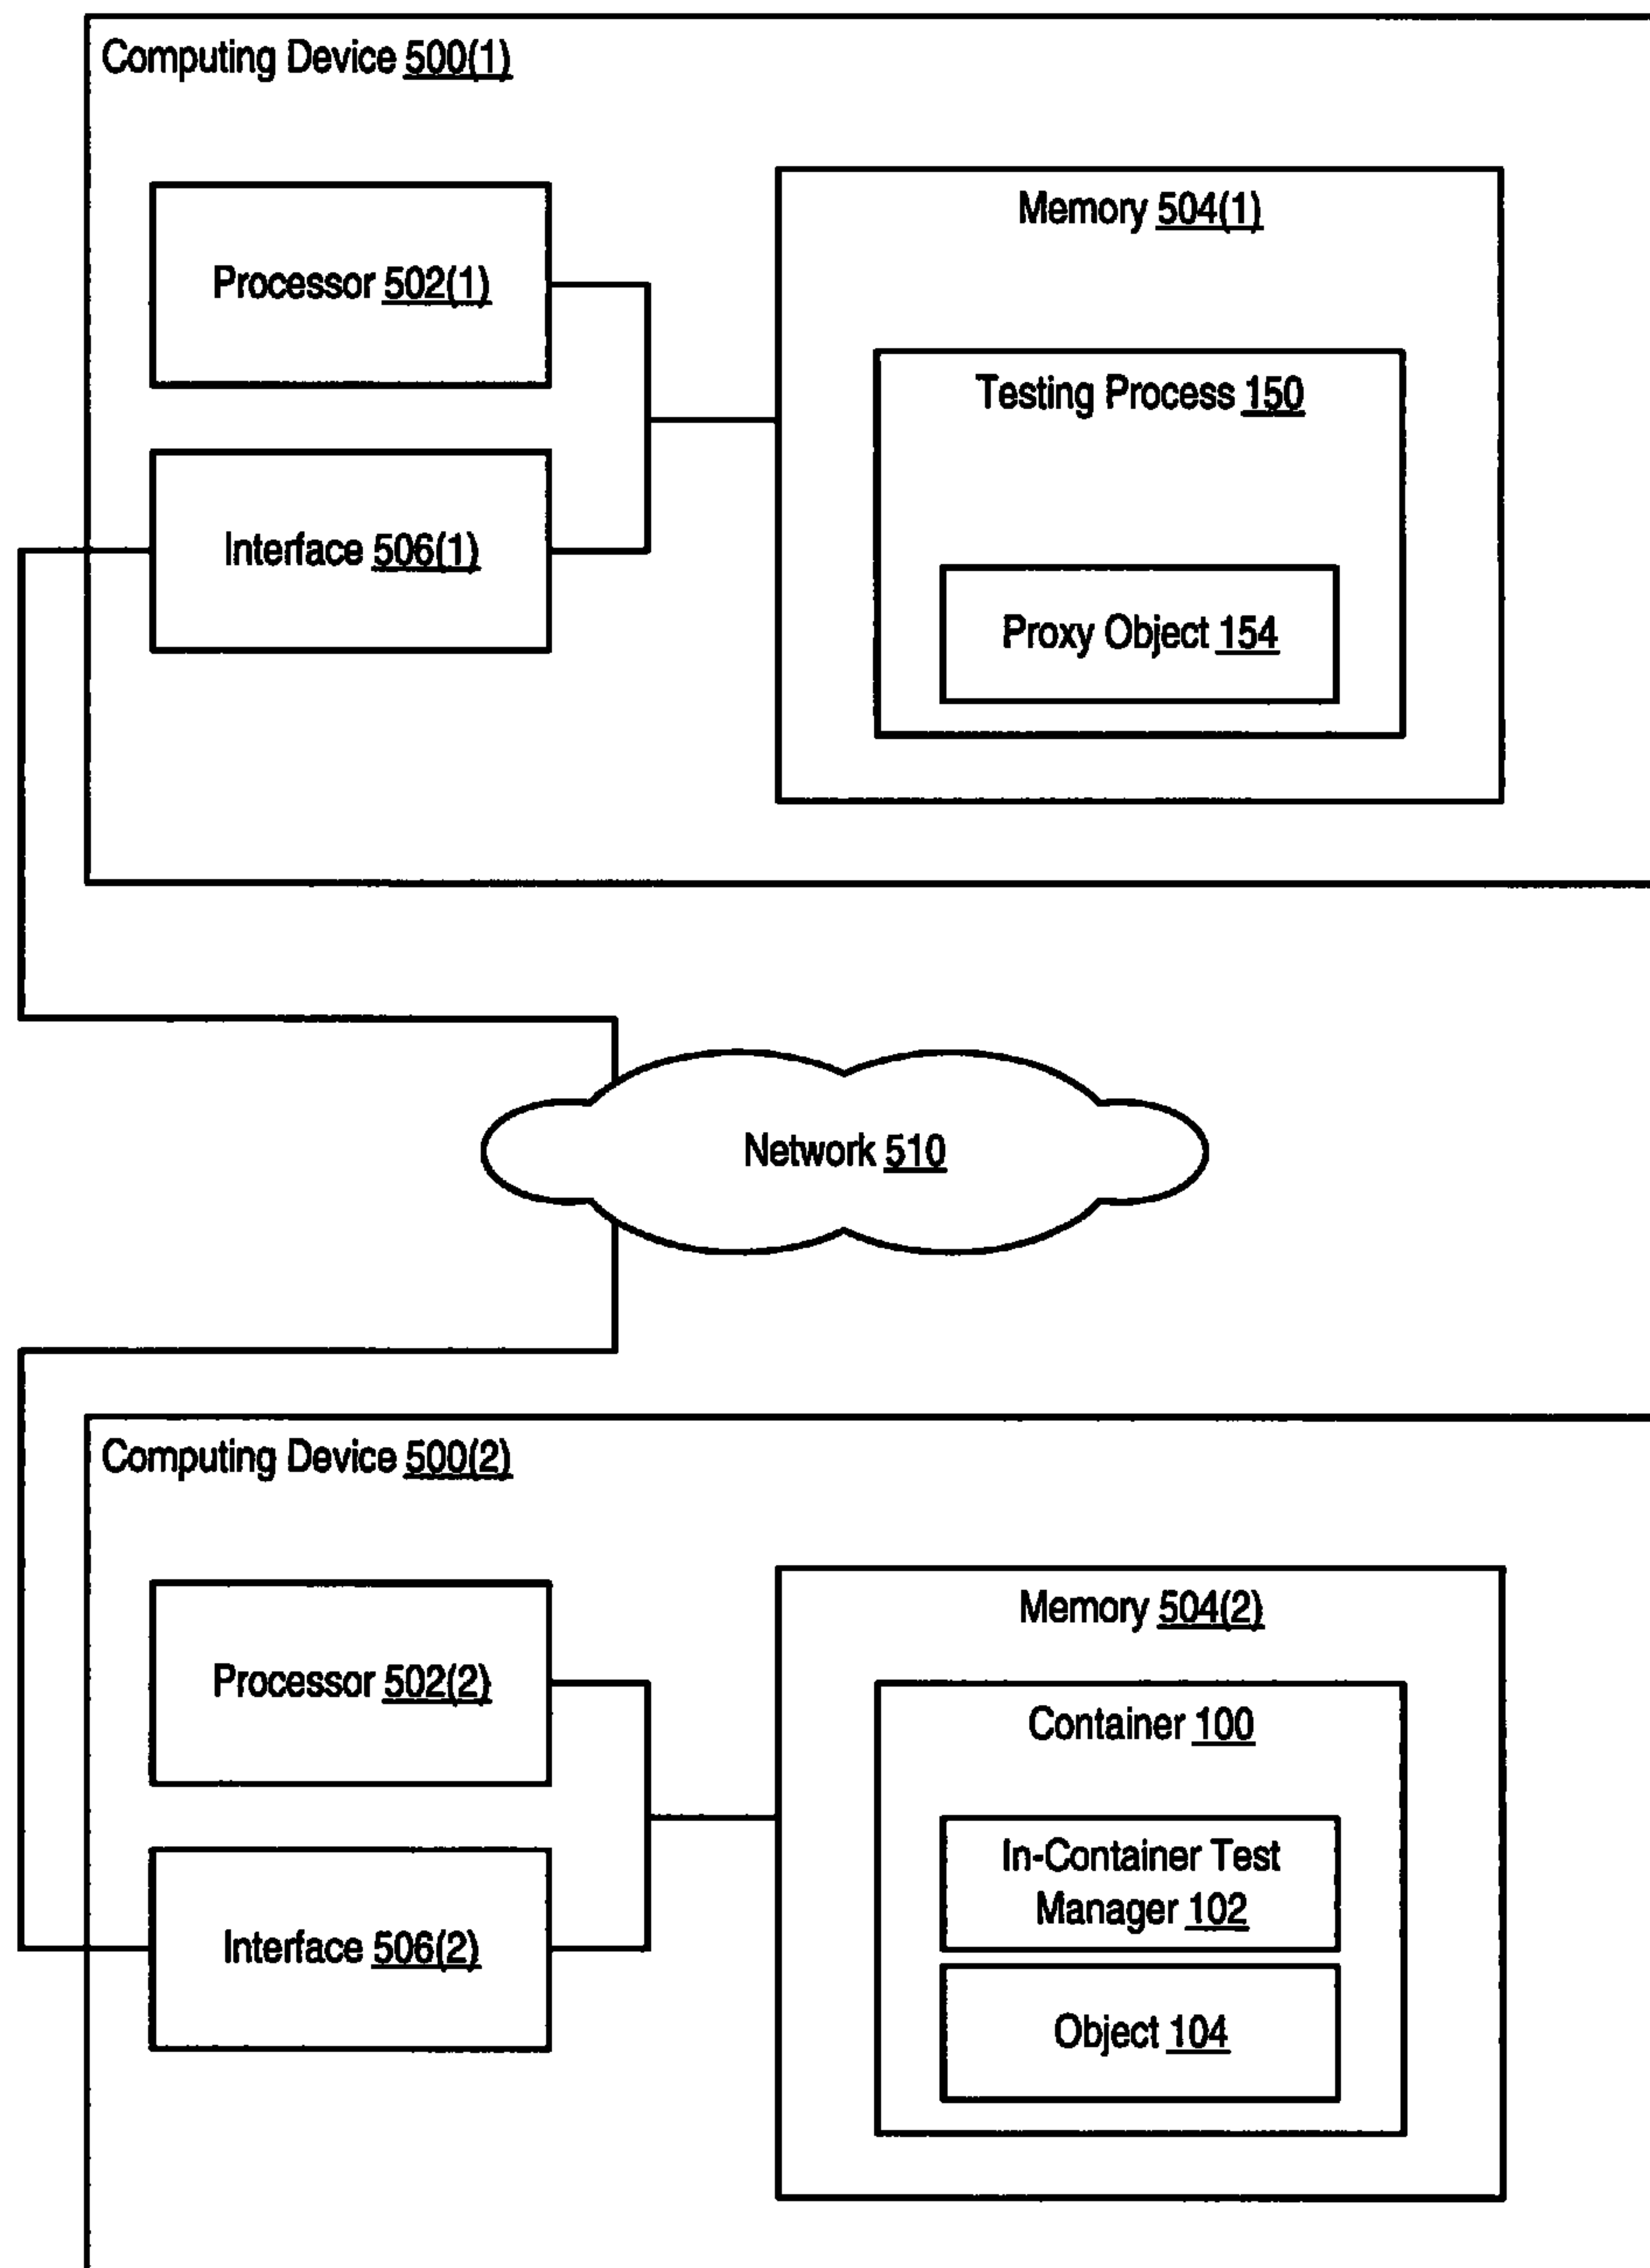 Computing Device 500(1)
Memory 504(1)
Processor 502(1)
Testing Process 150
Interface 506(1)
Proxy Object 154
Network 510
Computing Device 500(2)
Memory 504(2)
Processor 502(2)
Container 100
In-Container Test
Manager 102
Interface 506(2)
Object 104